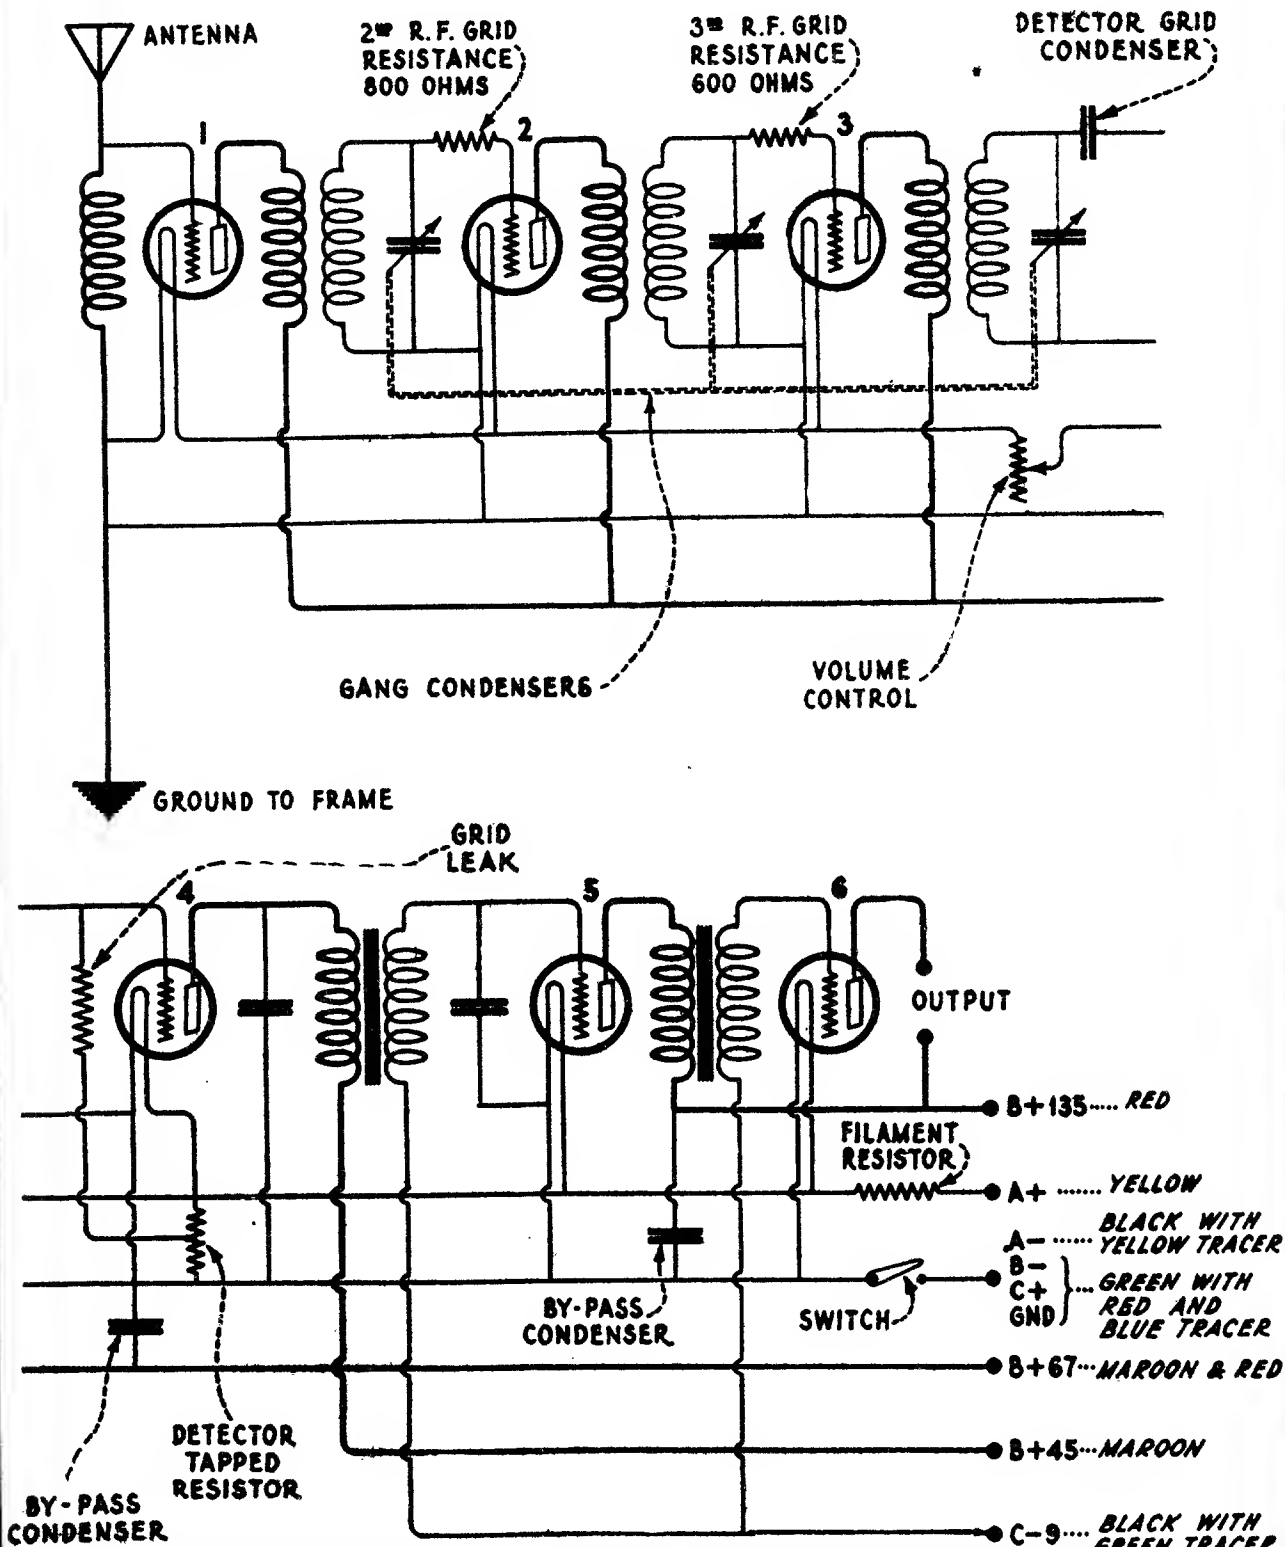 ANTENNA
2ND R.F. GRID
RESISTANCE
800 OHMS
3RD R.F. GRID
RESISTANCE
600 OHMS
DETECTOR GRID
CONDENSER
1
2
3
GANG CONDENSERS
VOLUME
CONTROL
GROUND TO FRAME
GRID
LEAK
4
5
6
OUTPUT
B+135..... RED
FILAMENT
RESISTOR
A+ ....... YELLOW
A- ...... BLACK WITH
YELLOW TRACER
B-
C+
GND
... GREEN WITH
RED AND
BLUE TRACER
SWITCH
BY-PASS
CONDENSER
B+67... MAROON & RED
DETECTOR
TAPPED
RESISTOR
B+45... MAROON
BY-PASS
CONDENSER
C-9.... BLACK WITH
GREEN TRACER